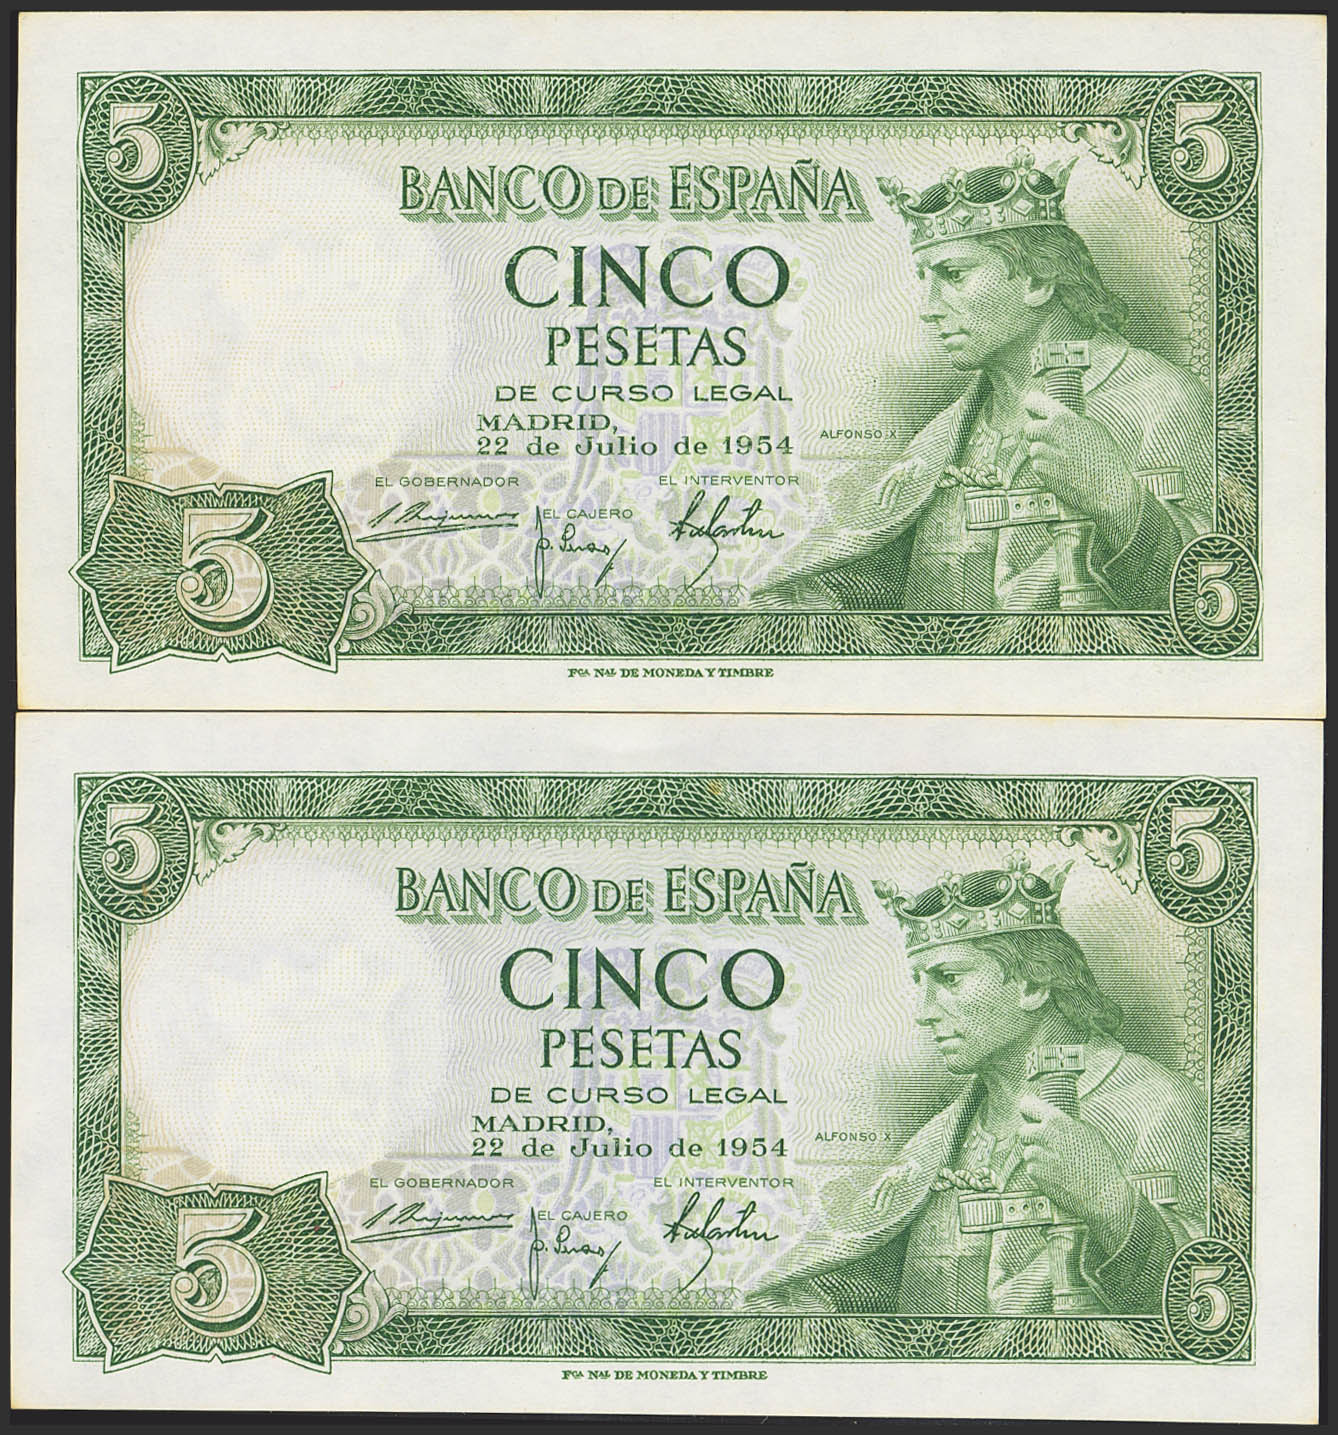 5 5
BANCO DE ESPAÑA
CINCO
PESETAS
DE CURSO LEGAL
MADRID,
22 de Julio de 1954
ALFONSO X
EL GOBERNADOR EL INTERVENTOR
EL CAJERO
5 5
FCA NAL DE MONEDA Y TIMBRE
5 5
BANCO DE ESPAÑA
CINCO
PESETAS
DE CURSO LEGAL
MADRID,
22 de Julio de 1954
ALFONSO X
EL GOBERNADOR EL INTERVENTOR
EL CAJERO
5 5
FCA NAL DE MONEDA Y TIMBRE